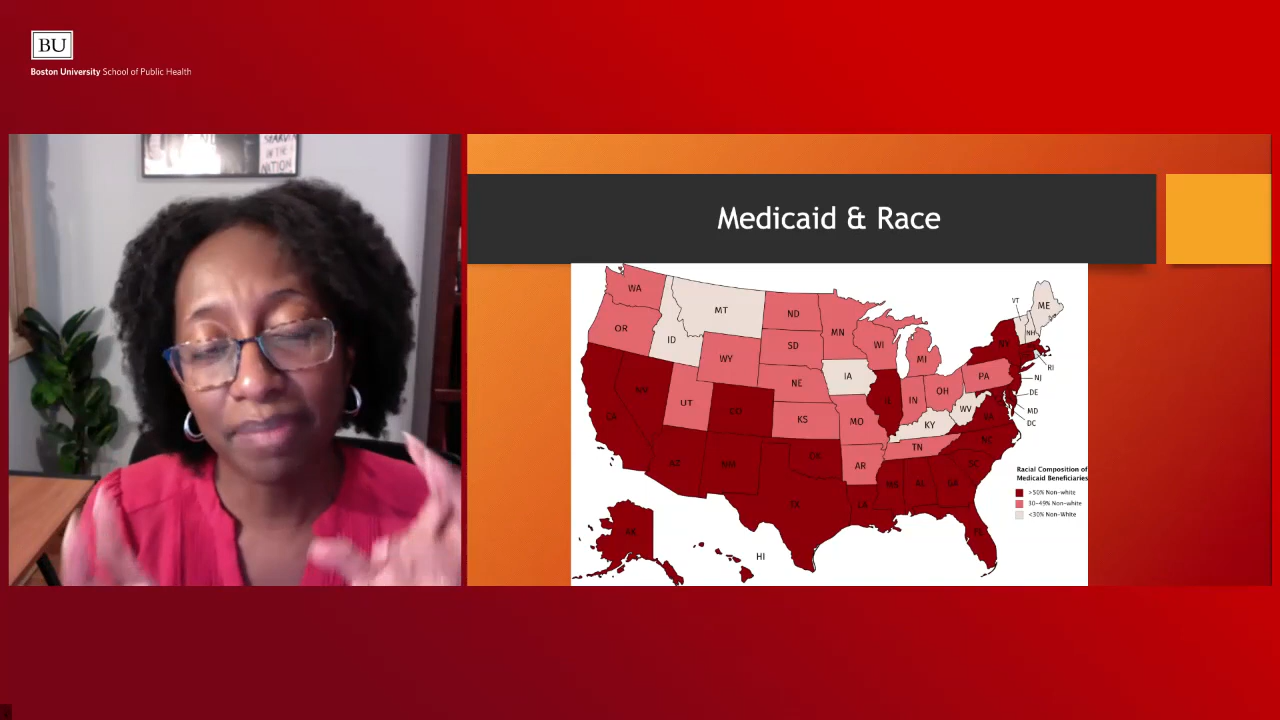 BU
Boston University School of Public Health
IN THE
NATION
Medicaid & Race
WA
MT
ND
MN
VT
ME
OR
ID
SD
WI
NH
NY
WY
MI
RI
IA
NE
PA
NJ
NV
UT
CO
IL
IN
OH
DE
CA
KS
MO
WV
VA
MD
KY
DC
NC
TN
AZ
NM
OK
AR
SC
MS
AL
GA
TX
LA
FL
AK
HI
Racial Composition of
Medicaid Beneficiaries
>50% Non-white
30-49% Non-white
<30% Non-White